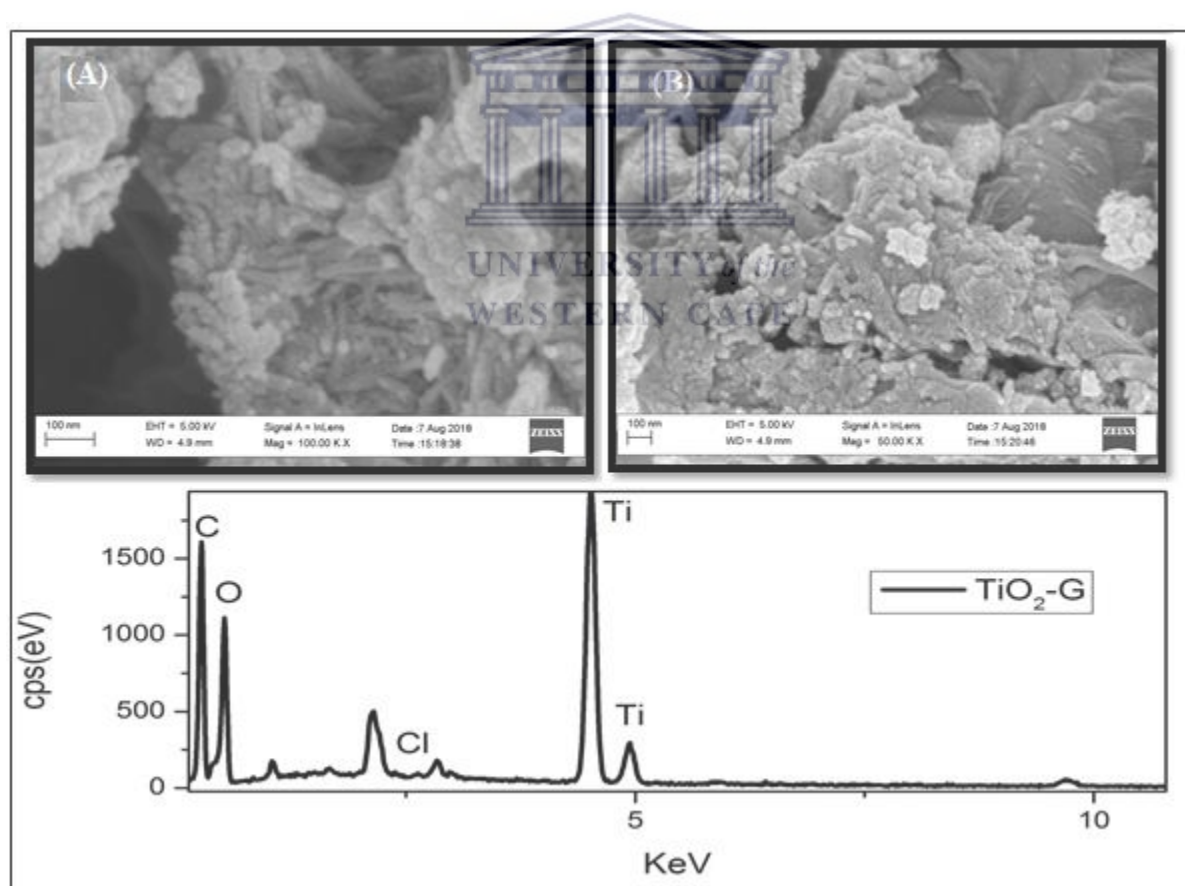 (A)
(B)
UNIVERSITY of the
WESTERN CAPE
100 nm
EHT = 5.00 kV
WD = 4.9 mm
Signal A = InLens
Mag = 100.00 K X
Date :7 Aug 2018
Time :15:18:38
ZEISS
100 nm
EHT = 5.00 kV
WD = 4.9 mm
Signal A = InLens
Mag = 50.00 K X
Date :7 Aug 2018
Time :15:20:46
ZEISS
C
O
Cl
Ti
Ti
TiO₂-G
1500
1000
500
0
cps(eV)
5
10
KeV